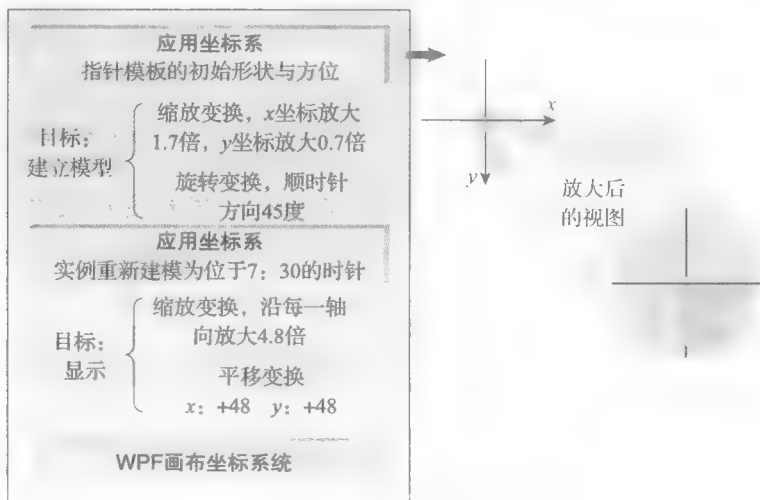 应用坐标系
指针模板的初始形状与方位
目标：
建立模型
缩放变换，x坐标放大
1.7倍，y坐标放大0.7倍
旋转变换，顺时针
方向45度
应用坐标系
实例重新建模为位于7：30的时针
目标：
显示
缩放变换，沿每一轴
向放大4.8倍
平移变换
x：+48 y：+48
WPF画布坐标系统
x
y
放大后
的视图